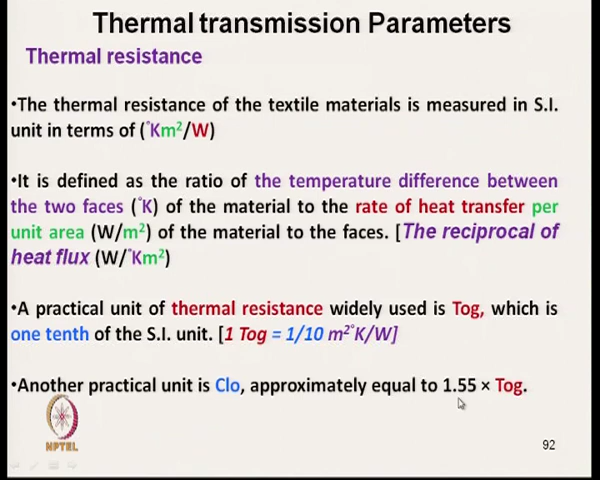 Thermal transmission Parameters
Thermal resistance
•The thermal resistance of the textile materials is measured in S.I.
unit in terms of (°Km²/W)
•It is defined as the ratio of the temperature difference between
the two faces (°K) of the material to the rate of heat transfer per
unit area (W/m²) of the material to the faces. [The reciprocal of
heat flux (W/°Km²)
•A practical unit of thermal resistance widely used is Tog, which is
one tenth of the S.I. unit. [1 Tog = 1/10 m²°K/W]
•Another practical unit is Clo, approximately equal to 1.55 × Tog.
NPTEL
92